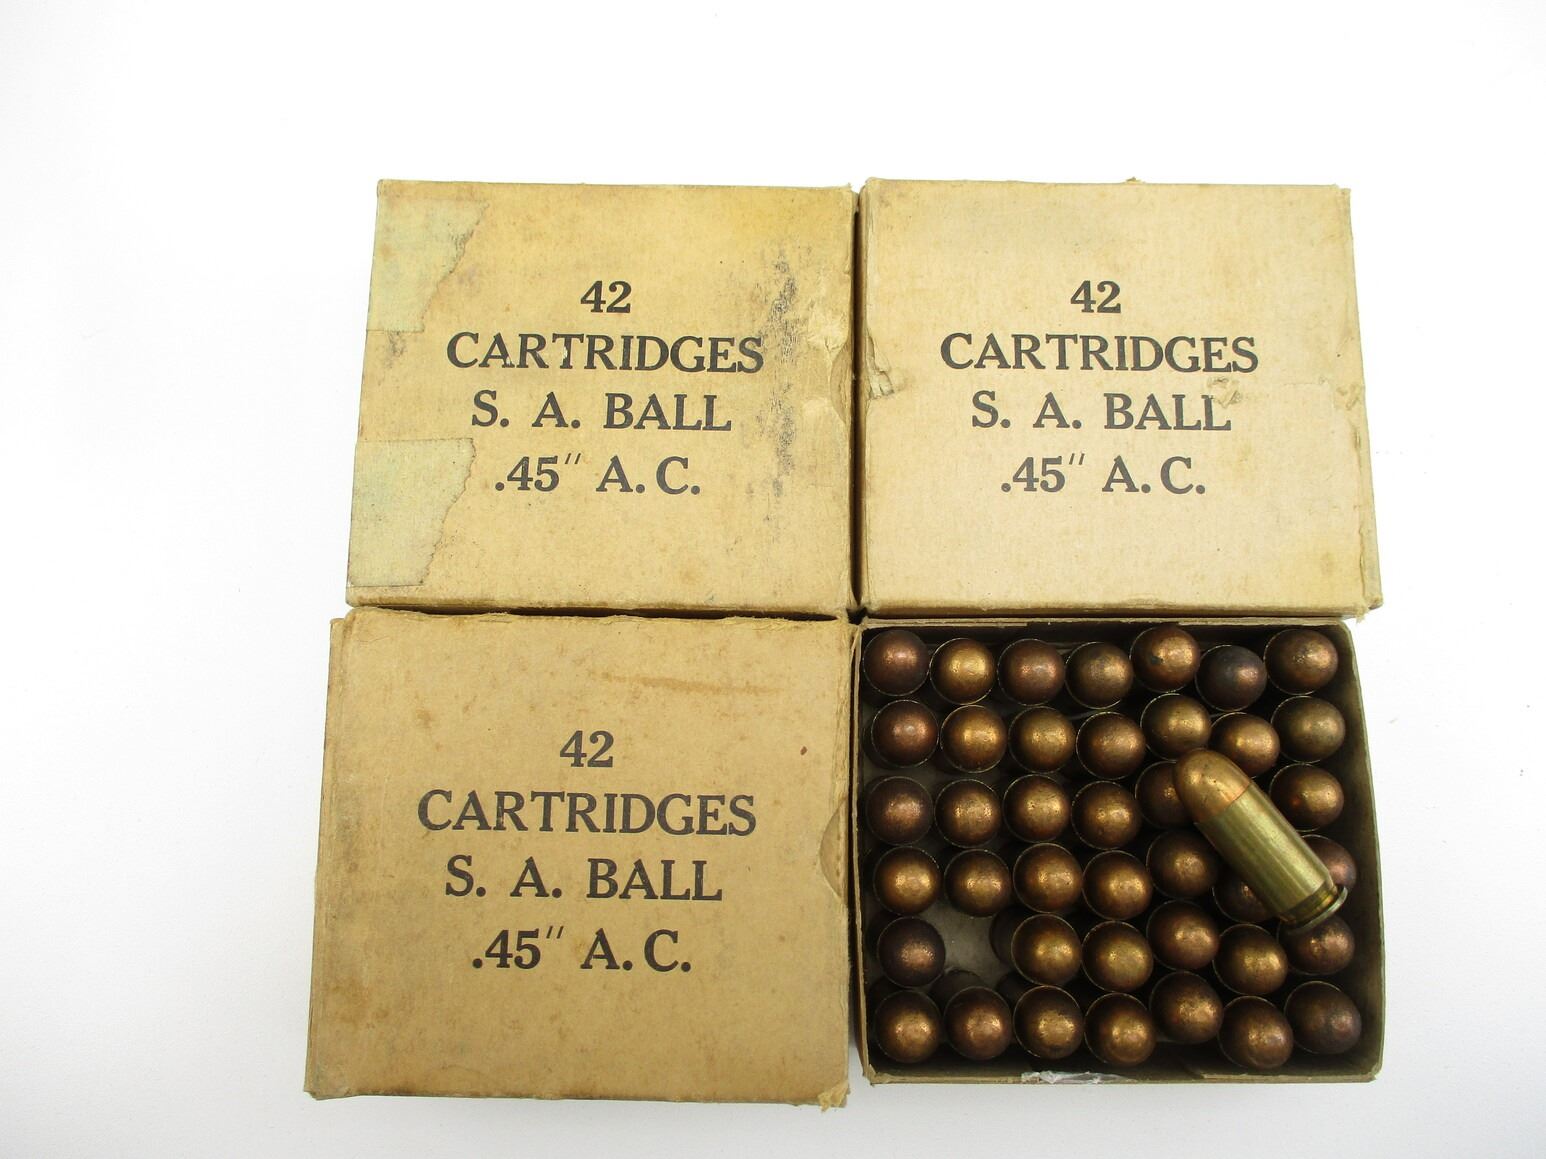 42
CARTRIDGES
S. A. BALL
.45″ A.C.
42
CARTRIDGES
S. A. BALL
.45″ A.C.
42
CARTRIDGES
S. A. BALL
.45″ A.C.